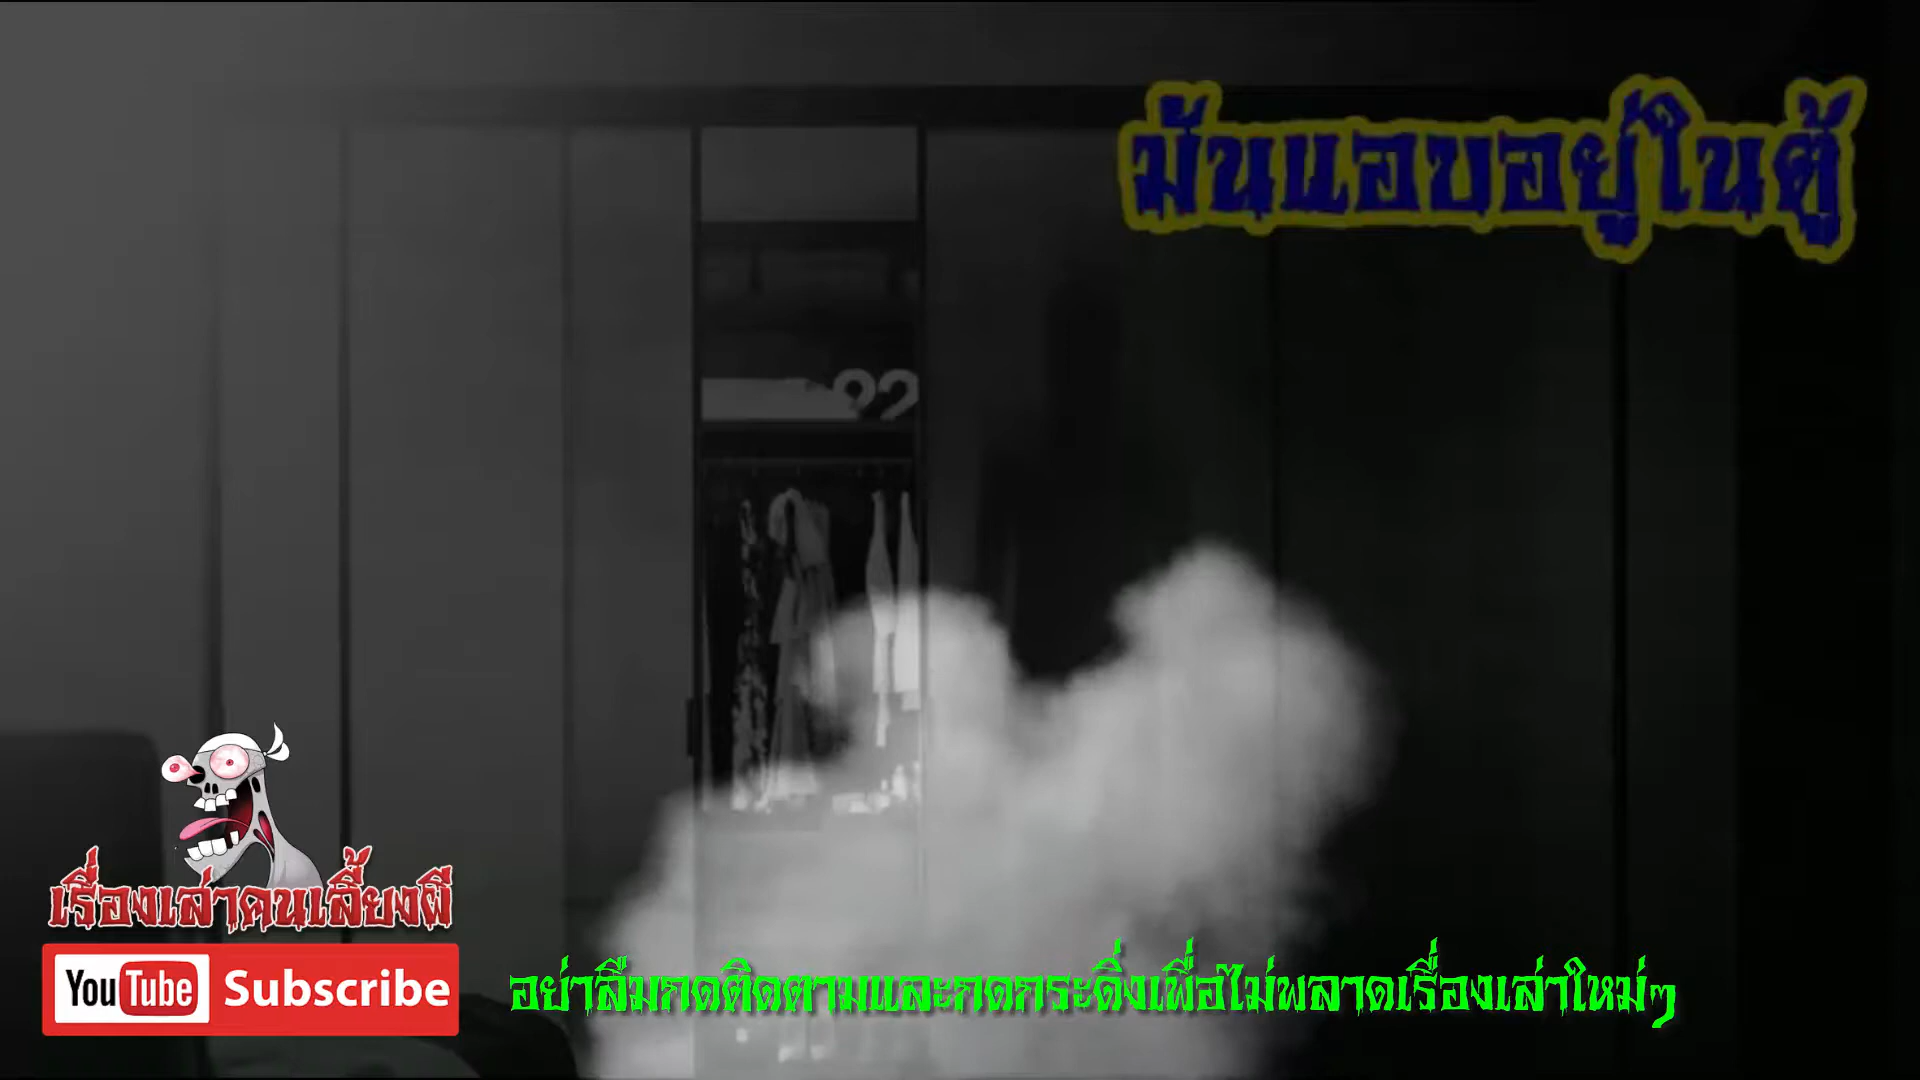 มันแอบอยู่ในตู้
เรื่องเล่าคนเลี้ยงผี
YouTube Subscribe
อย่าลืมกดติดตามและกดกระดิ่งเพื่อไม่พลาดเรื่องเล่าใหม่ๆ